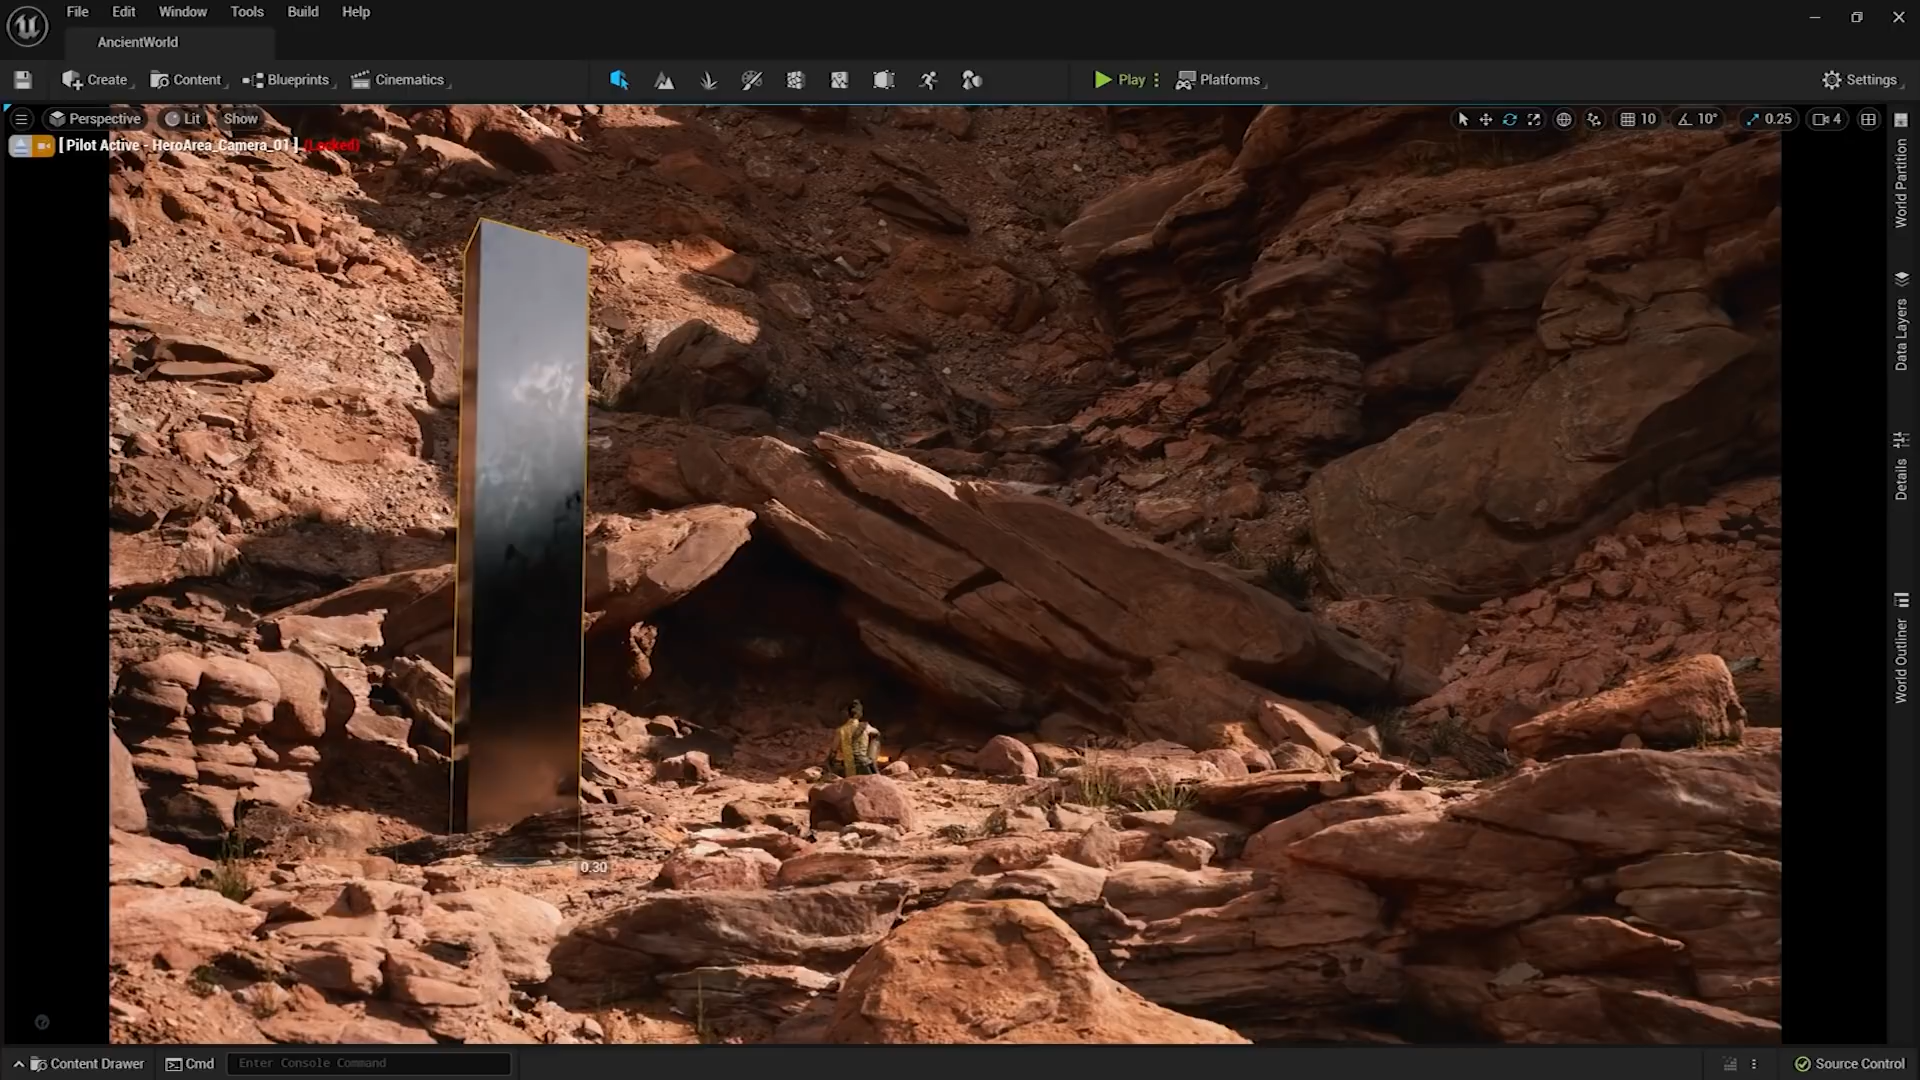 File Edit Window Tools Build Help
AncientWorld
Create Content Blueprints Cinematics Play Platforms Settings
Perspective Lit Show 10 10° 0.25 4
[ Pilot Active - HeroArea_Camera_01 ] (Locked)
World Partition
Data Layers
Details
World Outliner
0.30
Content Drawer Cmd Enter Console Command Source Control